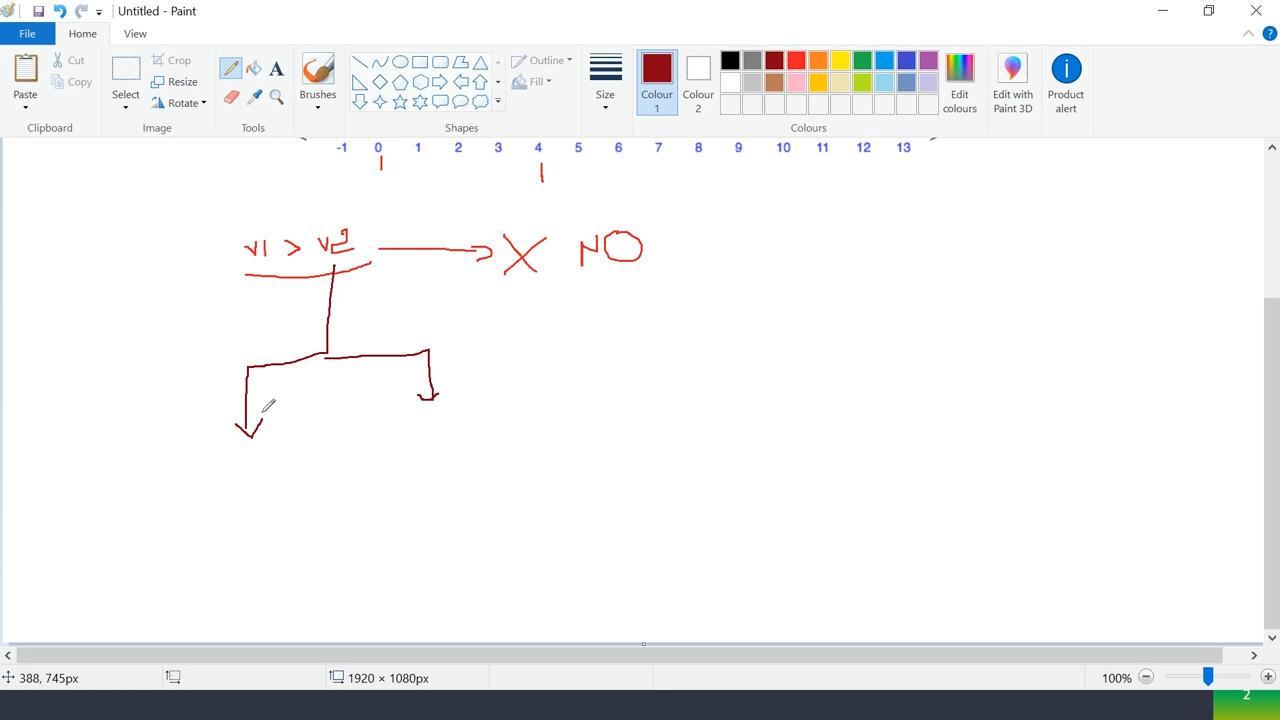 Untitled - Paint
File Home View
Paste
Cut
Copy
Clipboard
Select
Crop
Resize
Rotate
Image
A
Tools
Brushes
Outline
Fill
Shapes
Size
Colour 1
Colour 2
Edit colours
Colours
Edit with Paint 3D
Product alert
-1 0 1 2 3 4 5 6 7 8 9 10 11 12 13
v1 > v2 X NO
388, 745px
1920 × 1080px
100%
2